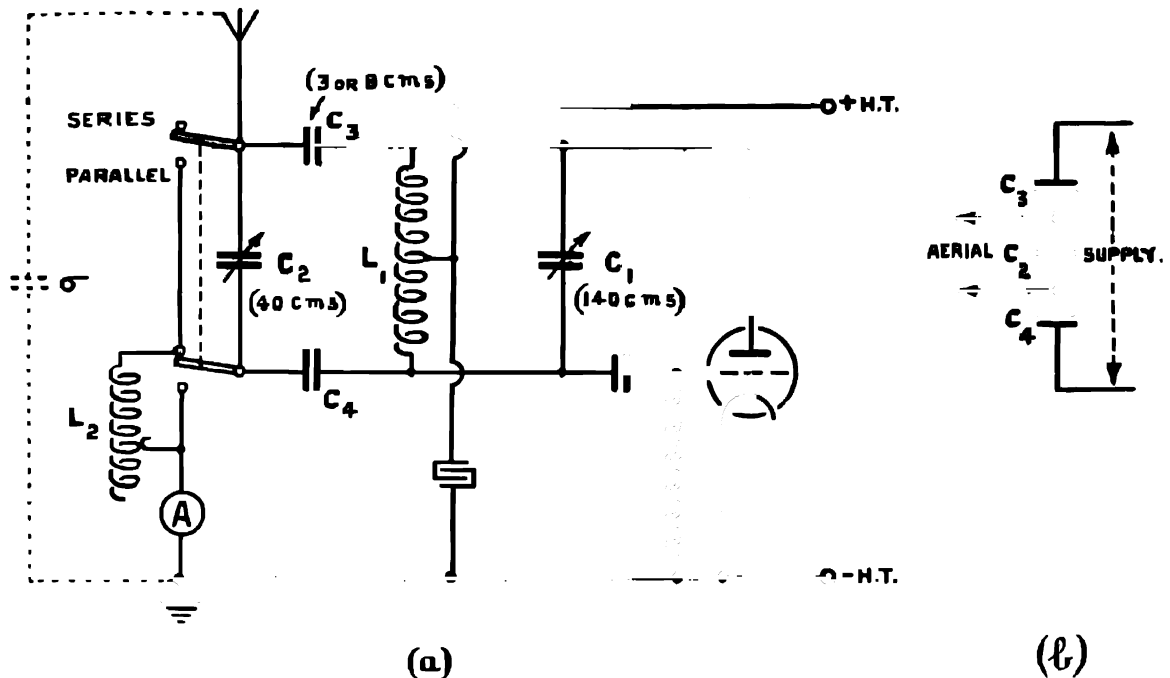 (3 OR 8 cms)
C3
+ H.T.
SERIES
PARALLEL
C2
(40 cms)
L1
C1
(140 cms)
σ
C4
L2
A
- H.T.
(a)
C3
AERIAL C2 SUPPLY.
C4
(b)